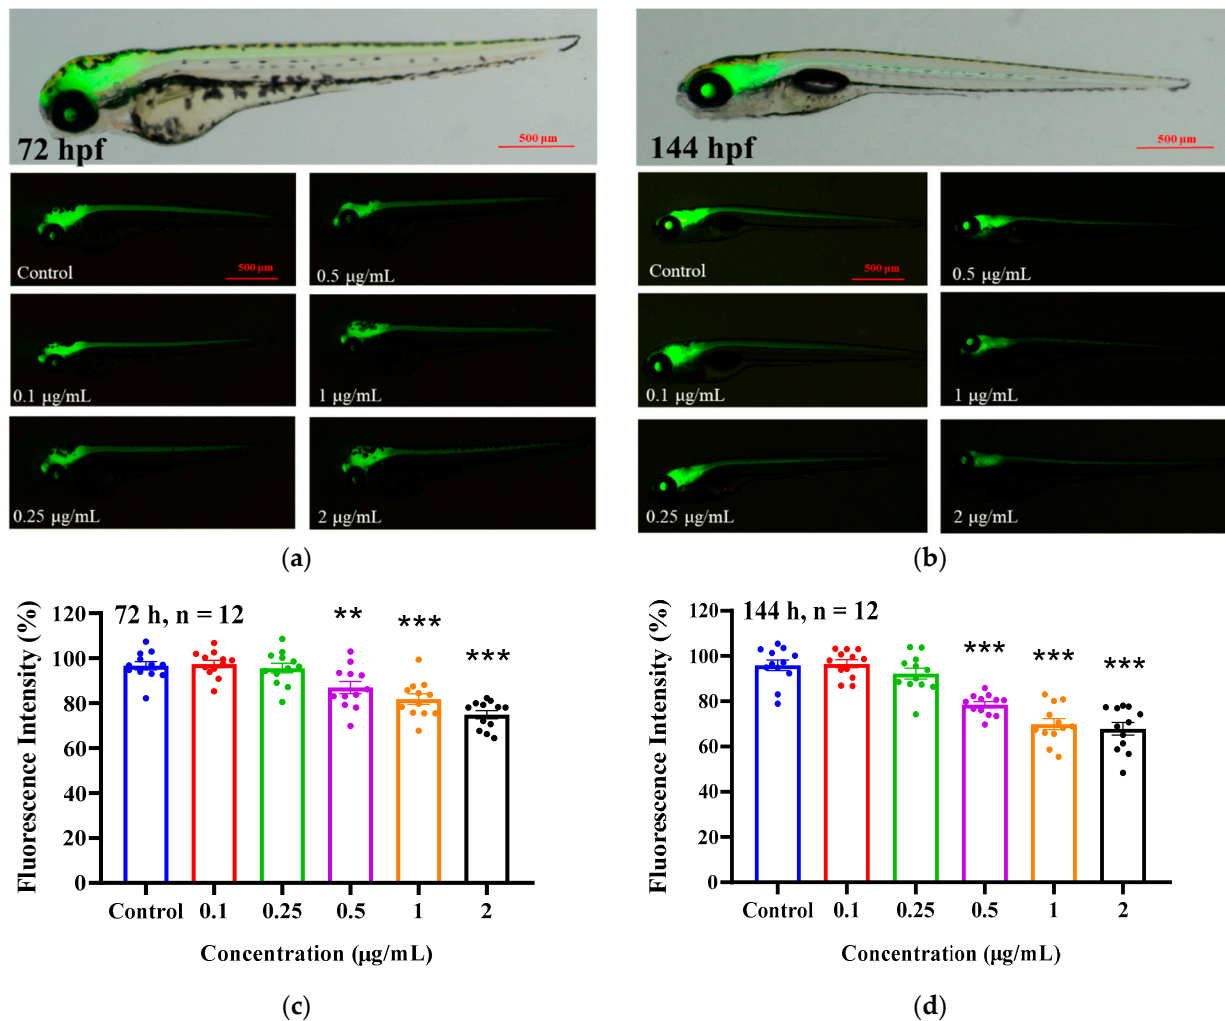 72 hpf
500 µm
144 hpf
500 µm
Control
500 µm
0.5 µg/mL
0.1 µg/mL
1 µg/mL
0.25 µg/mL
2 µg/mL
Control
500 µm
0.5 µg/mL
0.1 µg/mL
1 µg/mL
0.25 µg/mL
2 µg/mL
(a)
(b)
Fluorescence Intensity (%)
120
100
80
60
40
20
0
72 h, n = 12
**
***
***
Control 0.1 0.25 0.5 1 2
Concentration (µg/mL)
(c)
Fluorescence Intensity (%)
120
100
80
60
40
20
0
144 h, n = 12
***
***
***
Control 0.1 0.25 0.5 1 2
Concentration (µg/mL)
(d)